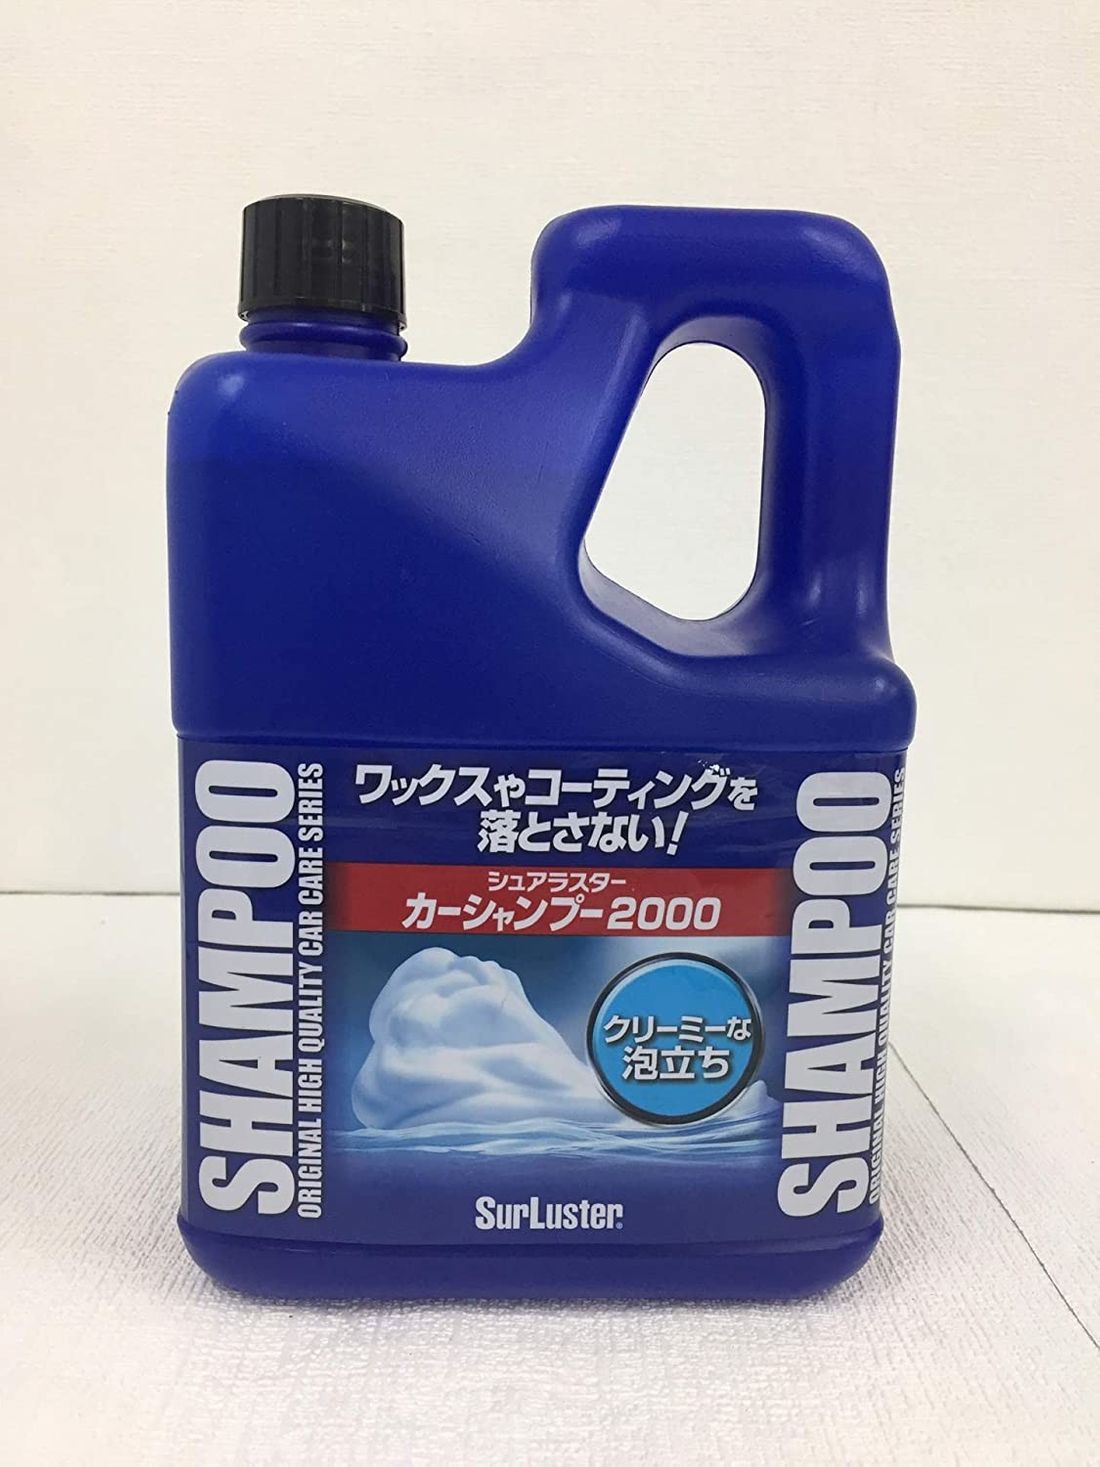 SHAMPOO
ORIGINAL HIGH QUALITY CAR CARE SERIES
ワックスやコーティングを
落とさない!
シュアラスター
カーシャンプー2000
クリーミーな
泡立ち
SurLuster®
SHAMPOO
ORIGINAL HIGH QUALITY CAR CARE SERIES